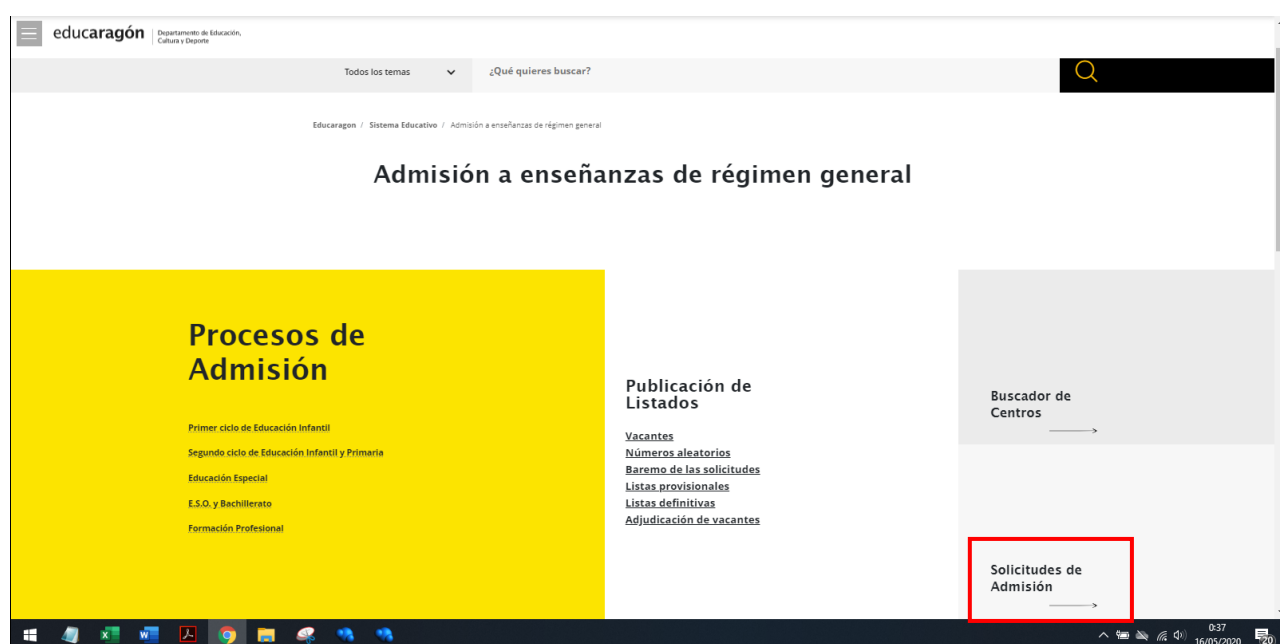 educaragón
Departamento de Educación,
Cultura y Deporte
Todos los temas
¿Qué quieres buscar?
Educaragon / Sistema Educativo / Admisión a enseñanzas de régimen general
Admisión a enseñanzas de régimen general
Procesos de
Admisión
Primer ciclo de Educación Infantil
Segundo ciclo de Educación Infantil y Primaria
Educación Especial
E.S.O. y Bachillerato
Formación Profesional
Publicación de
Listados
Vacantes
Números aleatorios
Baremo de las solicitudes
Listas provisionales
Listas definitivas
Adjudicación de vacantes
Buscador de
Centros
Solicitudes de
Admisión
0:37
16/05/2020
20